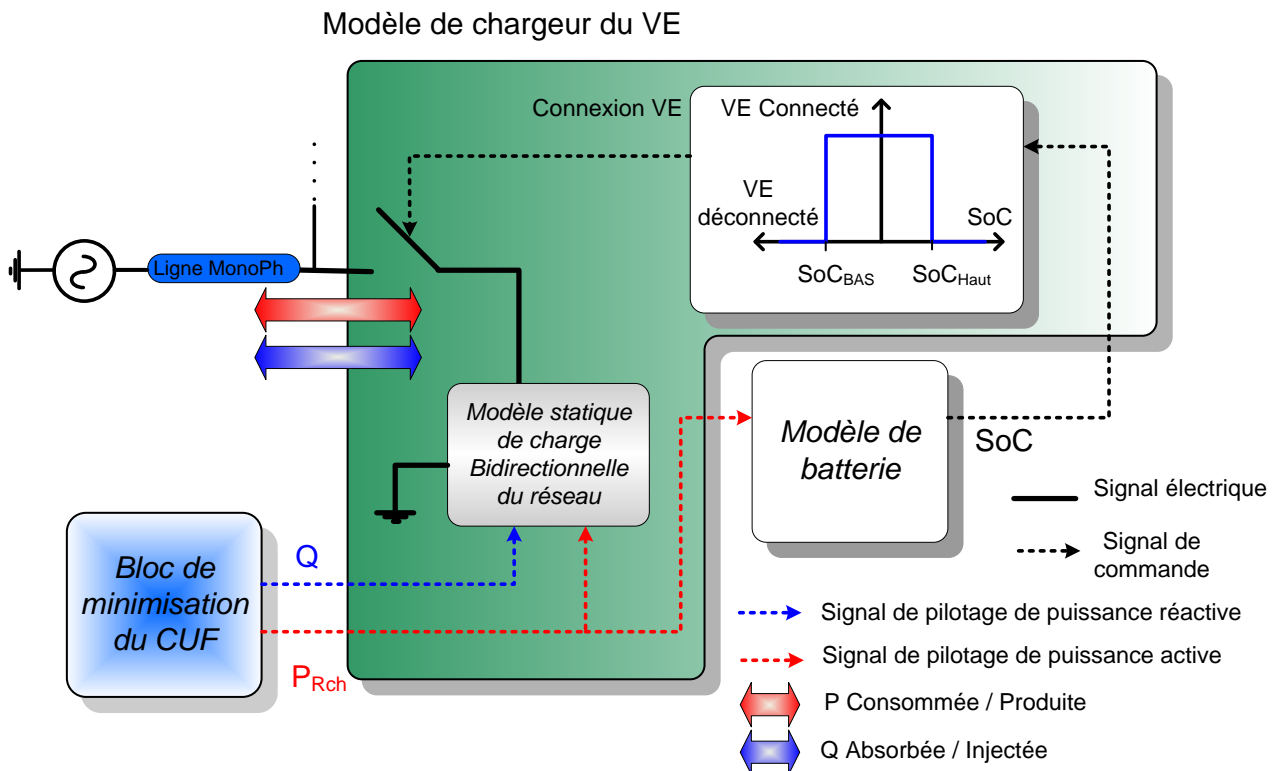 Modèle de chargeur du VE
Connexion VE
VE Connecté
VE
déconnecté
SoC
SoCBAS
SoCHaut
Ligne MonoPh
Modèle statique
de charge
Bidirectionnelle
du réseau
Modèle de
batterie
SoC
Bloc de
minimisation
du CUF
Q
PRch
Signal électrique
Signal de
commande
Signal de pilotage de puissance réactive
Signal de pilotage de puissance active
P Consommée / Produite
Q Absorbée / Injectée